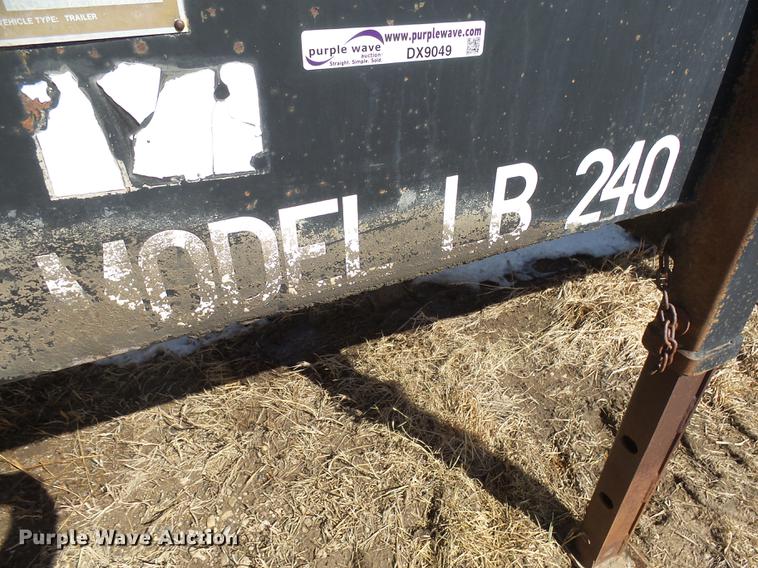 VEHICLE TYPE: TRAILER
purple wave
auction
Straight. Simple. Sold.
www.purplewave.com
DX9049
MODEL LB 240
Purple Wave Auction